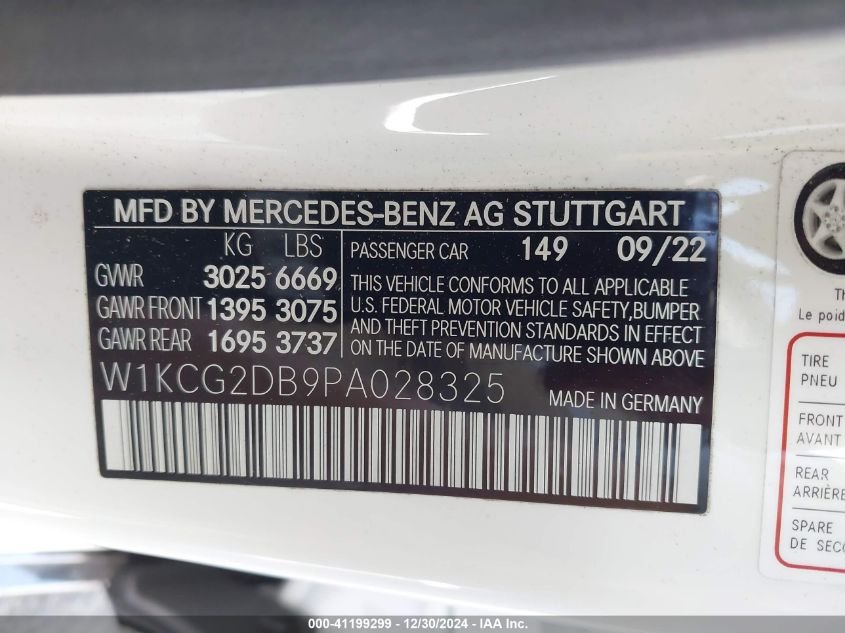 MFD BY MERCEDES-BENZ AG STUTTGART
KG LBS
GVWR 3025 6669
GAWR FRONT 1395 3075
GAWR REAR 1695 3737
PASSENGER CAR 149 09/22
THIS VEHICLE CONFORMS TO ALL APPLICABLE
U.S. FEDERAL MOTOR VEHICLE SAFETY,BUMPER
AND THEFT PREVENTION STANDARDS IN EFFECT
ON THE DATE OF MANUFACTURE SHOWN ABOVE
W1KCG2DB9PA028325
MADE IN GERMANY
Le poid
TIRE
PNEU
FRONT
AVANT
REAR
ARRIÈRE
SPARE
DE
000-41199299 - 12/30/2024 - IAA Inc.